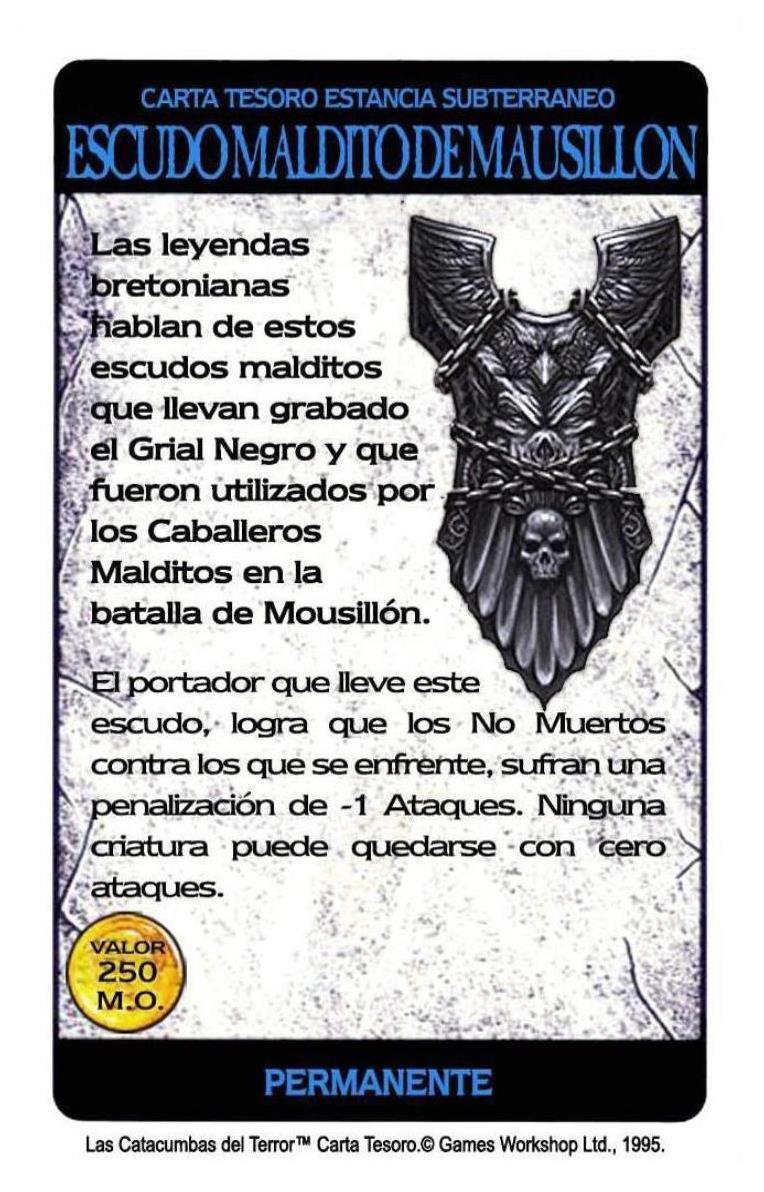 CARTA TESORO ESTANCIA SUBTERRANEO
ESCUDO MALDITO DE MAUSILLON
Las leyendas
bretonianas
hablan de estos
escudos malditos
que llevan grabado
el Grial Negro y que
fueron utilizados por
los Caballeros
Malditos en la
batalla de Mousillón.
El portador que lleve este
escudo, logra que los No Muertos
contra los que se enfrente, sufran una
penalización de -1 Ataques. Ninguna
criatura puede quedarse con cero
ataques.
VALOR
250
M.O.
PERMANENTE
Las Catacumbas del Terror™ Carta Tesoro.© Games Workshop Ltd., 1995.